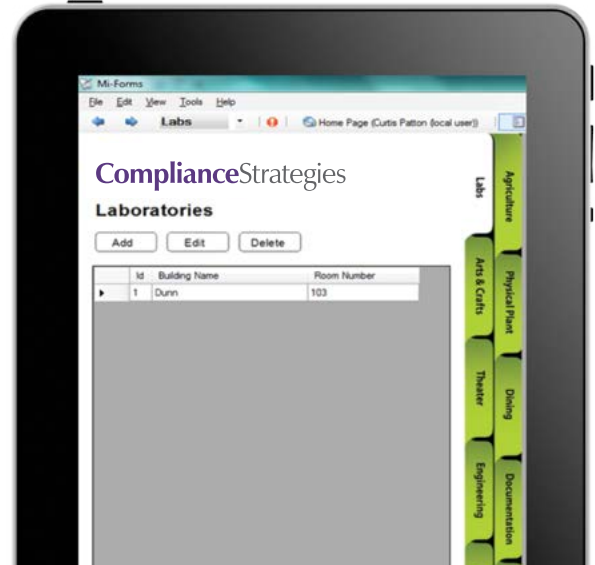 Mi-Forms
File Edit View Tools Help
Labs Home Page (Curtis Patton (local user))
ComplianceStrategies
Laboratories
Add Edit Delete
Id Building Name Room Number
1 Dunn 103
Labs
Arts & Crafts
Theater
Engineering
Agriculture
Physical Plant
Dining
Documentation